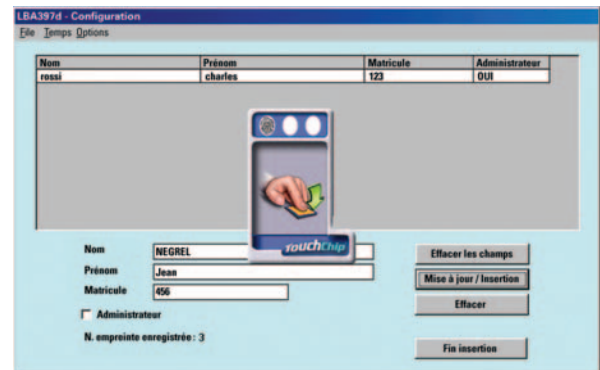 LBA397d - Configuration
File Temps Options
Nom Prénom Matricule Administrateur
rossi charles 123 OUI
TouchChip
Nom NEGREL
Prénom Jean
Matricule 456
Administrateur
N. empreinte enregistrée : 3
Effacer les champs
Mise à jour / Insertion
Effacer
Fin insertion